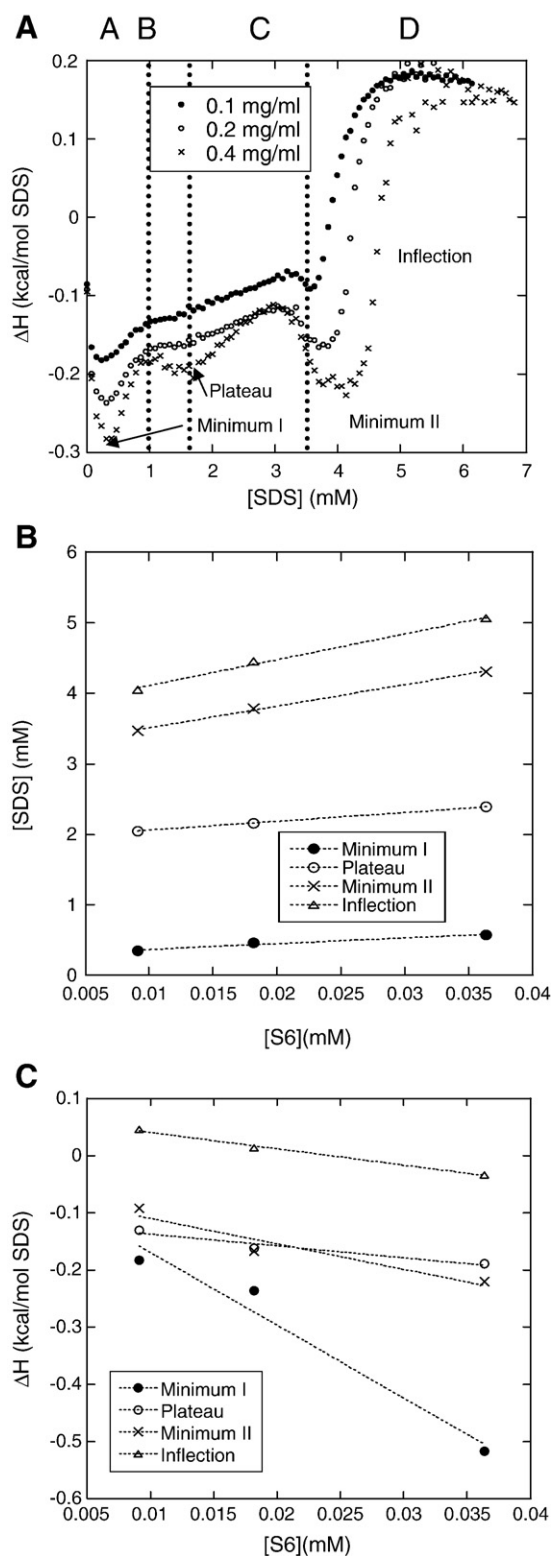 A
A B C D
0.2
0.1
0
-0.1
-0.2
-0.3
ΔH (kcal/mol SDS)
0.1 mg/ml
0.2 mg/ml
0.4 mg/ml
Inflection
Plateau
Minimum I
Minimum II
0 1 2 3 4 5 6 7
[SDS] (mM)
B
6
5
4
3
2
1
0
[SDS] (mM)
Minimum I
Plateau
Minimum II
Inflection
0.005 0.01 0.015 0.02 0.025 0.03 0.035 0.04
[S6](mM)
C
0.1
0
-0.1
-0.2
-0.3
-0.4
-0.5
-0.6
ΔH (kcal/mol SDS)
Minimum I
Plateau
Minimum II
Inflection
0.005 0.01 0.015 0.02 0.025 0.03 0.035 0.04
[S6](mM)